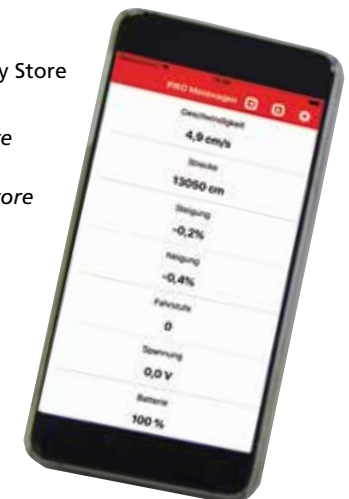 y Store
re
tore
PIKO Messwagen
Geschwindigkeit
4,9 cm/s
Strecke
13050 cm
Steigung
-0,2%
Neigung
-0,4%
Fahrstufe
0
Spannung
0,0 V
Batterie
100 %